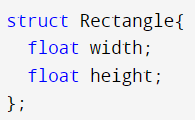 struct Rectangle{
  float width;
  float height;
};